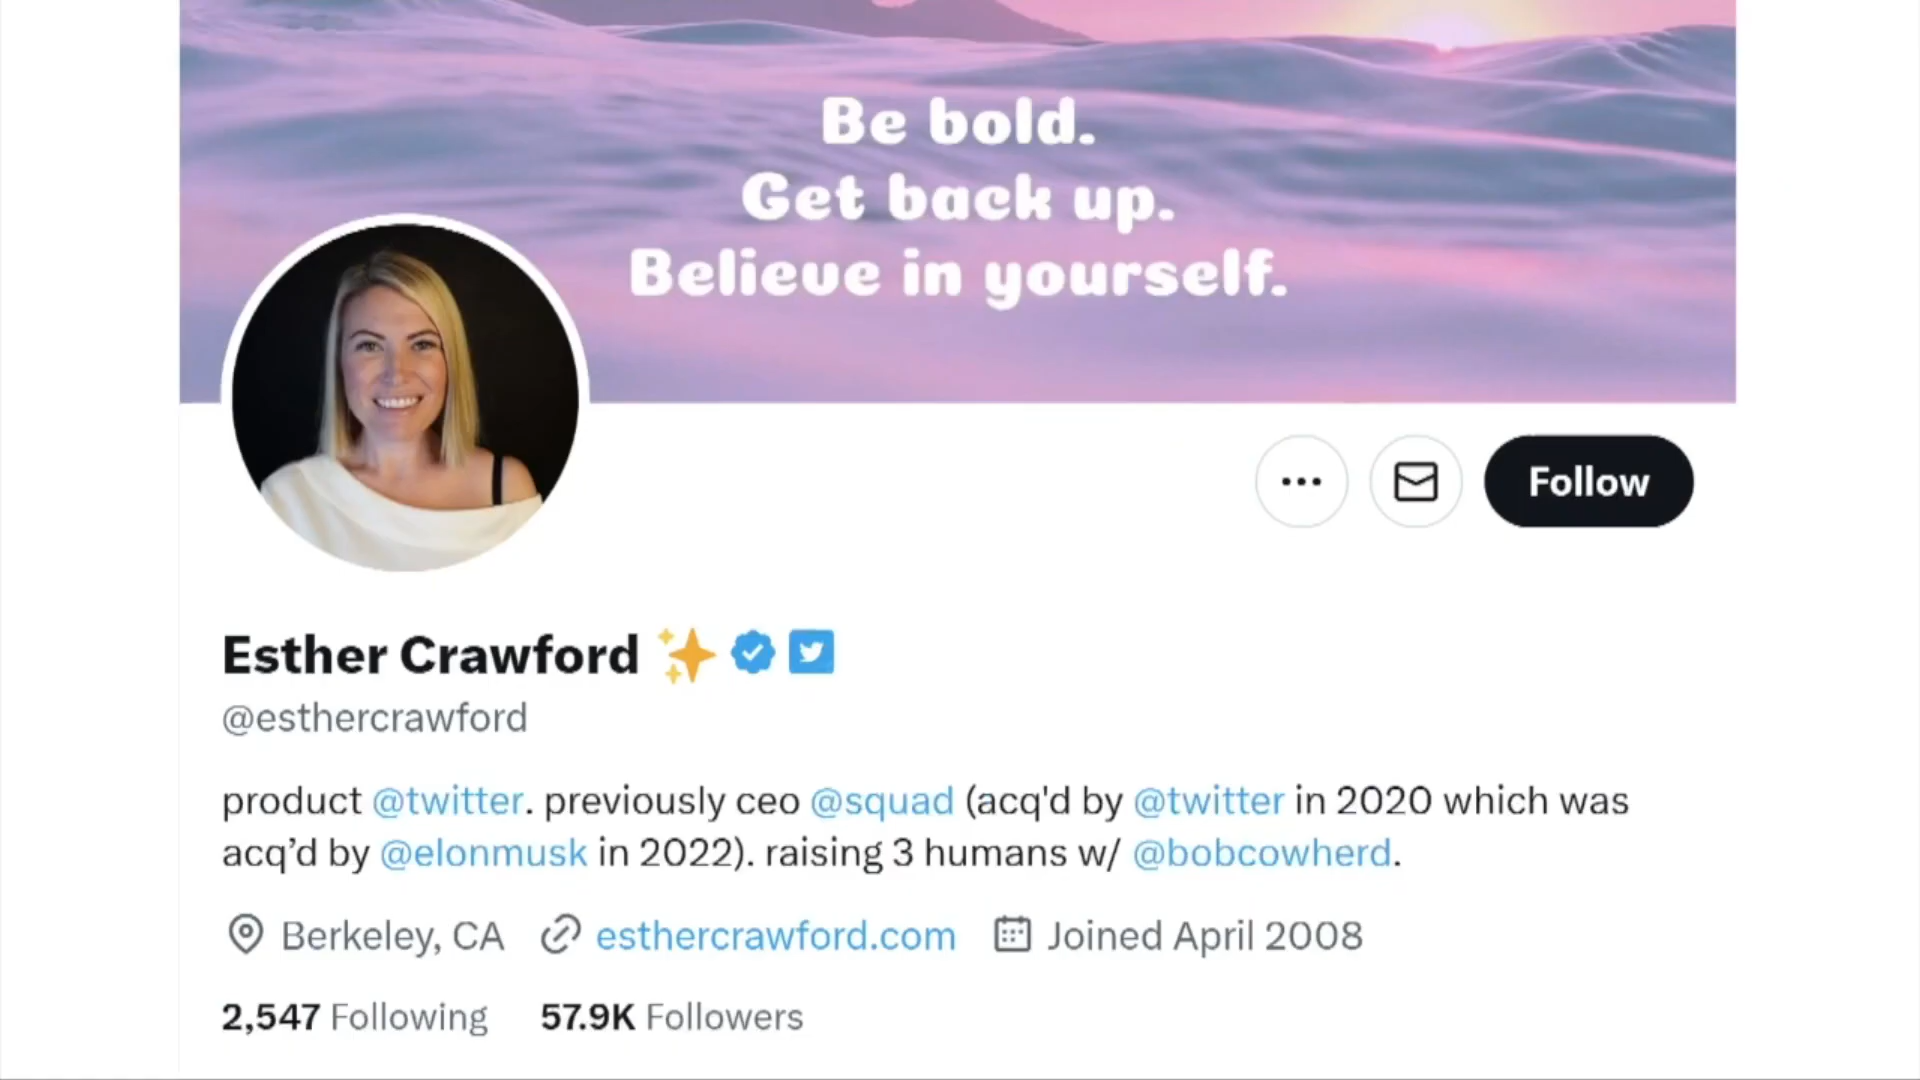 Be bold.
Get back up.
Believe in yourself.
Follow
Esther Crawford ✨
@esthercrawford
product @twitter. previously ceo @squad (acq'd by @twitter in 2020 which was
acq’d by @elonmusk in 2022). raising 3 humans w/ @bobcowherd.
Berkeley, CA esthercrawford.com Joined April 2008
2,547 Following 57.9K Followers